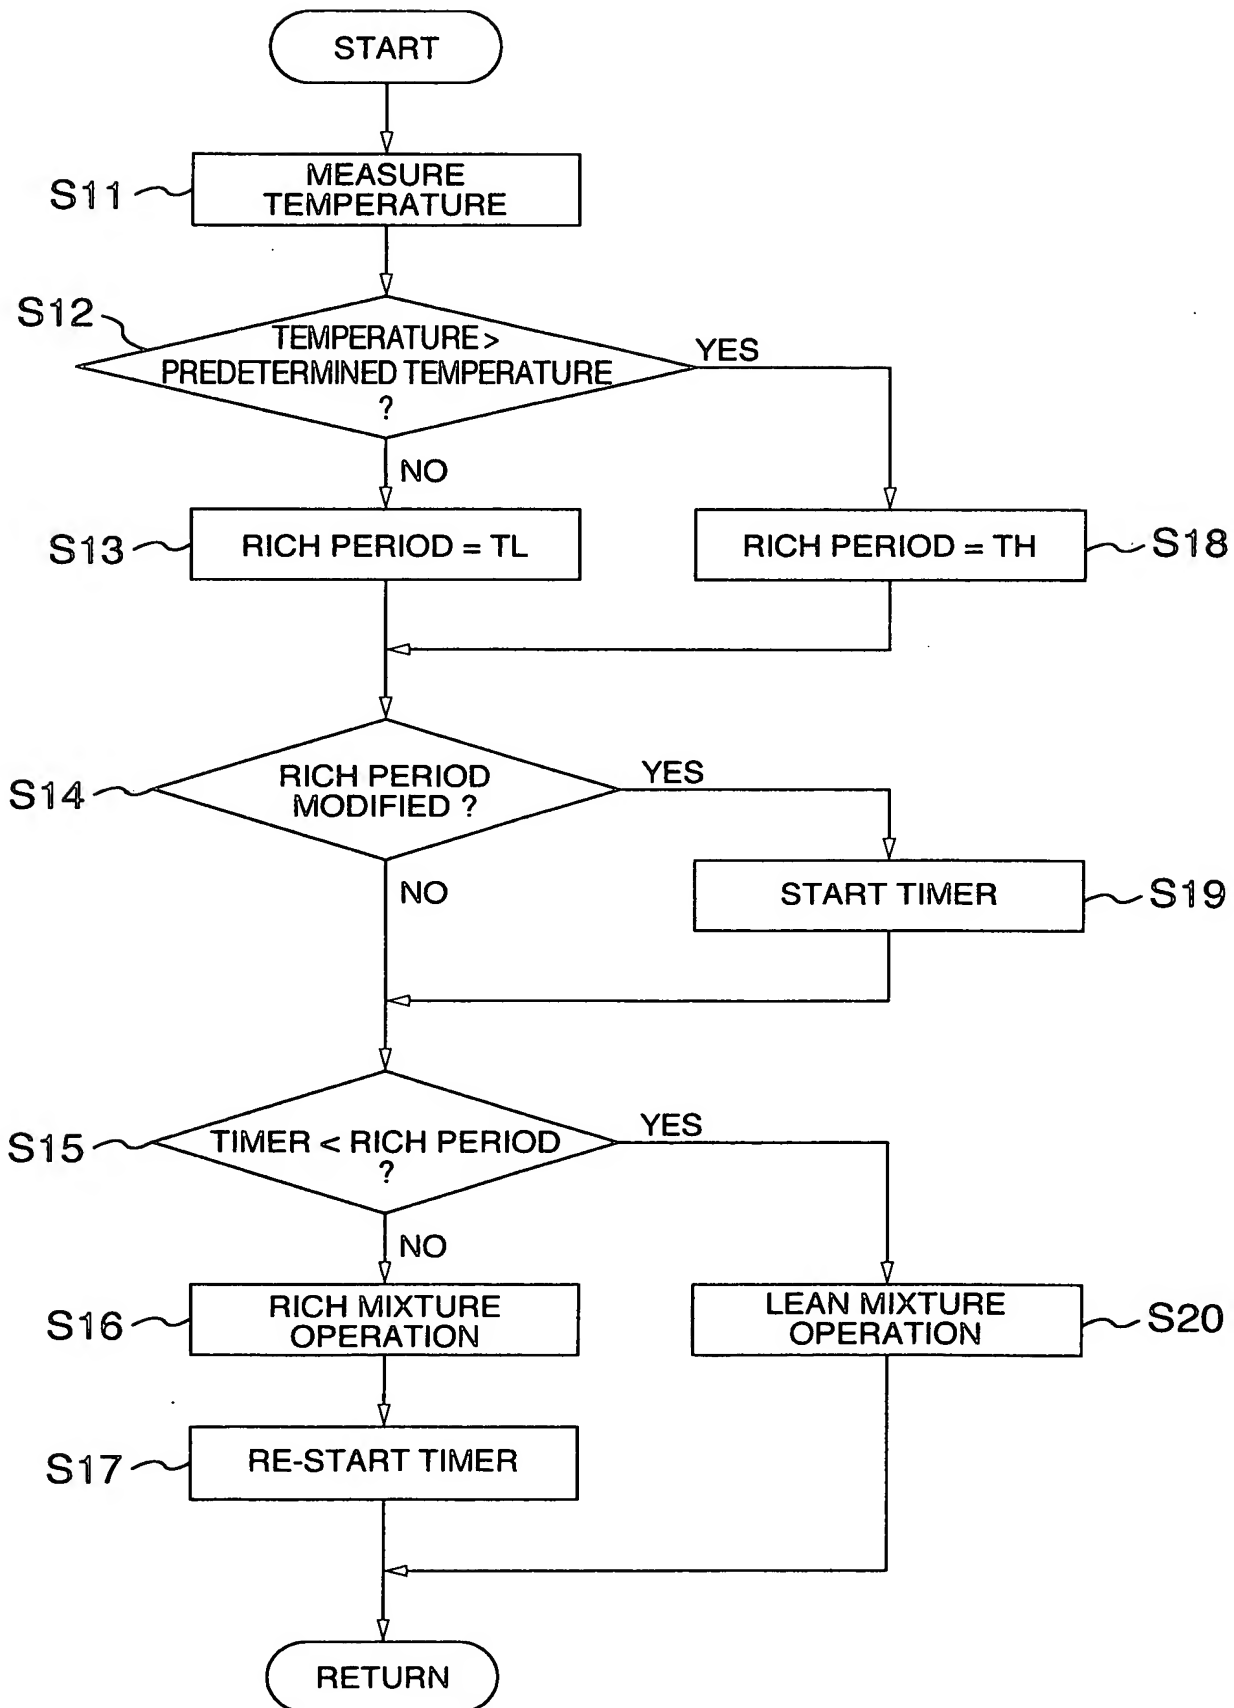 START
S11
MEASURE
TEMPERATURE
S12
TEMPERATURE >
PREDETERMINED TEMPERATURE
?
YES
NO
S13
RICH PERIOD = TL
RICH PERIOD = TH
S18
S14
RICH PERIOD
MODIFIED ?
YES
NO
START TIMER
S19
S15
TIMER < RICH PERIOD
?
YES
NO
S16
RICH MIXTURE
OPERATION
LEAN MIXTURE
OPERATION
S20
S17
RE-START TIMER
RETURN